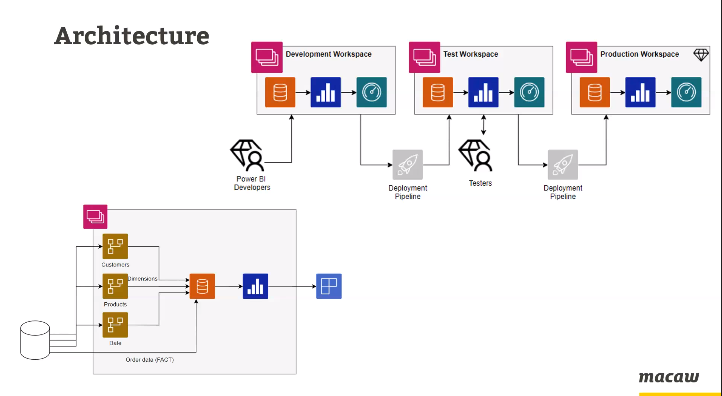 Architecture
Development Workspace
Test Workspace
Production Workspace
Power BI
Developers
Deployment
Pipeline
Testers
Deployment
Pipeline
Customers
Dimensions
Products
Date
Order data (FACT)
macaw